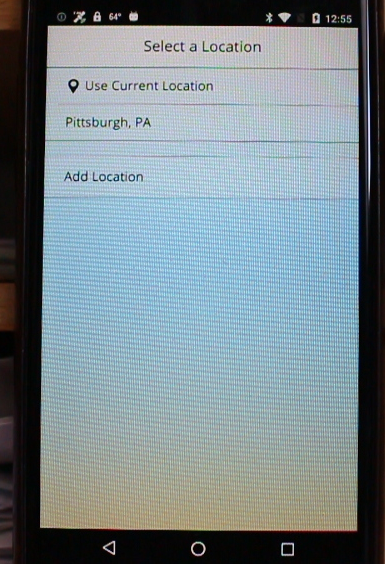 64° 12:55
Select a Location
Use Current Location
Pittsburgh, PA
Add Location